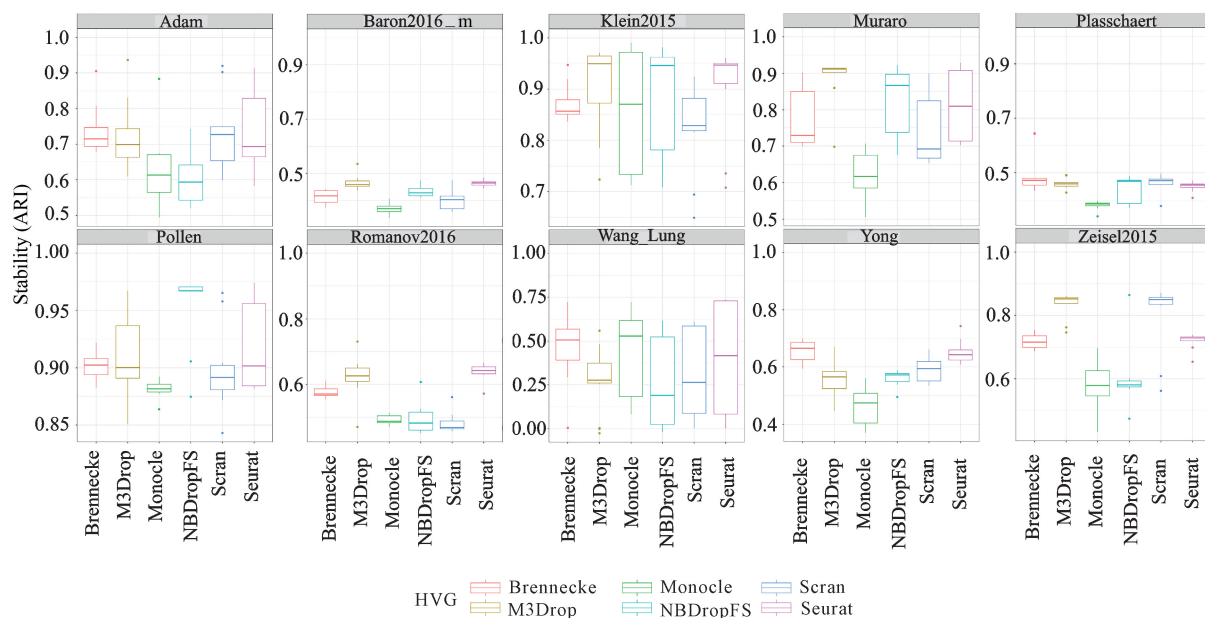 Adam Baron2016_m Klein2015 Muraro Plasschaert
1.0
0.9
0.8
0.7
0.6
0.5
0.9
0.7
0.5
1.0
0.9
0.8
0.7
1.0
0.9
0.8
0.7
0.6
0.5
0.9
0.7
0.5
Stability (ARI)
Pollen Romanov2016 Wang_Lung Yong Zeisel2015
1.00
0.95
0.90
0.85
1.0
0.8
0.6
1.00
0.75
0.50
0.25
0.00
1.0
0.8
0.6
0.4
1.0
0.8
0.6
Brennecke
M3Drop
Monocle
NBDropFS
Scran
Seurat
Brennecke
M3Drop
Monocle
NBDropFS
Scran
Seurat
Brennecke
M3Drop
Monocle
NBDropFS
Scran
Seurat
Brennecke
M3Drop
Monocle
NBDropFS
Scran
Seurat
Brennecke
M3Drop
Monocle
NBDropFS
Scran
Seurat
HVG
Brennecke Monocle Scran
M3Drop NBDropFS Seurat